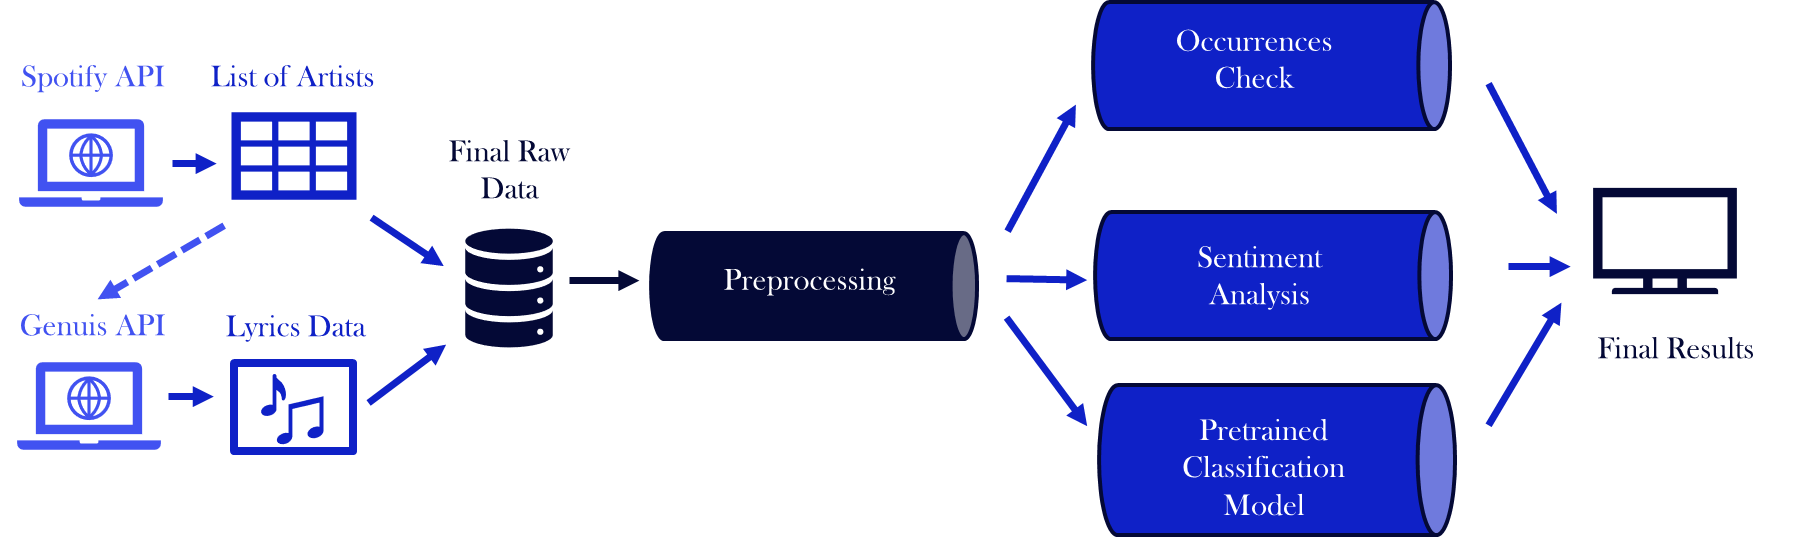 Spotify API
List of Artists
Genuis API
Lyrics Data
Final Raw
Data
Preprocessing
Occurrences
Check
Sentiment
Analysis
Pretrained
Classification
Model
Final Results